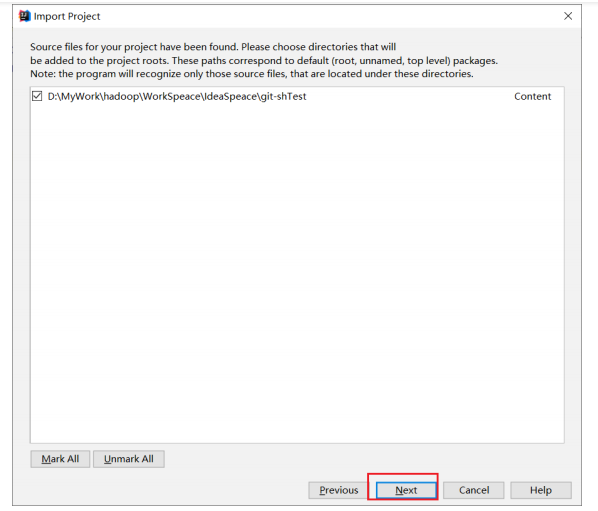 Import Project
Source files for your project have been found. Please choose directories that will
be added to the project roots. These paths correspond to default (root, unnamed, top level) packages.
Note: the program will recognize only those source files, that are located under these directories.
D:\MyWork\hadoop\WorkSpeace\IdeaSpeace\git-shTest Content
Mark All Unmark All
Previous Next Cancel Help